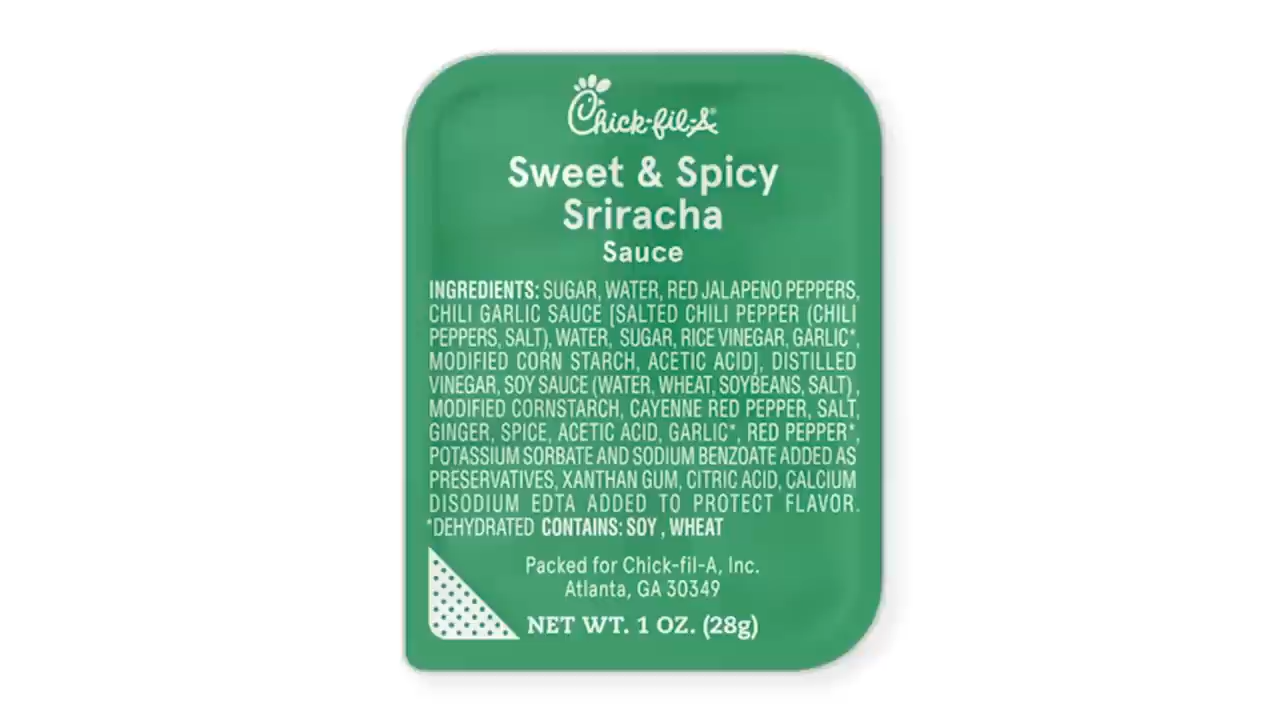 Chick-fil-A®
Sweet & Spicy
Sriracha
Sauce
INGREDIENTS: SUGAR, WATER, RED JALAPENO PEPPERS,
CHILI GARLIC SAUCE [SALTED CHILI PEPPER (CHILI
PEPPERS, SALT), WATER, SUGAR, RICE VINEGAR, GARLIC*,
MODIFIED CORN STARCH, ACETIC ACID], DISTILLED
VINEGAR, SOY SAUCE (WATER, WHEAT, SOYBEANS, SALT) ,
MODIFIED CORNSTARCH, CAYENNE RED PEPPER, SALT,
GINGER, SPICE, ACETIC ACID, GARLIC*, RED PEPPER*,
POTASSIUM SORBATE AND SODIUM BENZOATE ADDED AS
PRESERVATIVES, XANTHAN GUM, CITRIC ACID, CALCIUM
DISODIUM EDTA ADDED TO PROTECT FLAVOR.
*DEHYDRATED CONTAINS: SOY , WHEAT
Packed for Chick-fil-A, Inc.
Atlanta, GA 30349
NET WT. 1 OZ. (28g)